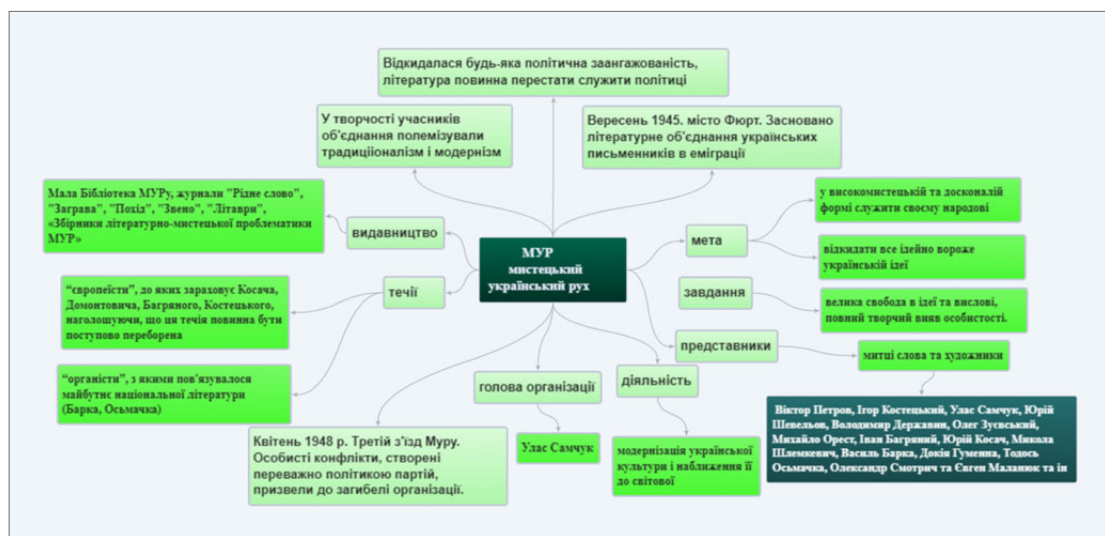 Відкидалася будь-яка політична заангажованість,
література повинна перестати служити політиці
У творчості учасників
об'єднання полемізували
традиціоналізм і модернізм
Вересень 1945. місто Фюрт. Засновано
літературне об'єднання українських
письменників в еміграції
Мала Бібліотека МУРу, журнали "Рідне слово",
"Заграва", "Похід", "Звено", "Літаври",
«Збірники літературно-мистецької проблематики
МУР»
видавництво
МУР
мистецький
український рух
мета
у високомистецькій та досконалій
формі служити своєму народові
відкидати все ідейно вороже
українській ідеї
“європеїсти”, до яких зараховує Косача,
Домонтовича, Багряного, Костецького,
наголошуючи, що ця течія повинна бути
поступово переборена
течії
завдання
велика свобода в ідеї та вислові,
повний творчий вияв особистості.
представники
митці слова та художники
“органісти”, з якими пов'язувалося
майбутнє національної літератури
(Барка, Осьмачка)
голова організації
діяльність
Квітень 1948 р. Третій з'їзд Муру.
Особисті конфлікти, створені
переважно політикою партій,
призвели до загибелі організації.
Улас Самчук
модернізація української
культури і наближення її
до світової
Віктор Петров, Ігор Костецький, Улас Самчук, Юрій
Шевельов, Володимир Державин, Олег Зуєвський,
Михайло Орест, Іван Багряний, Юрій Косач, Микола
Шлемкевич, Василь Барка, Докія Гуменна, Тодось
Осьмачка, Олександр Смотрич та Євген Маланюк та ін